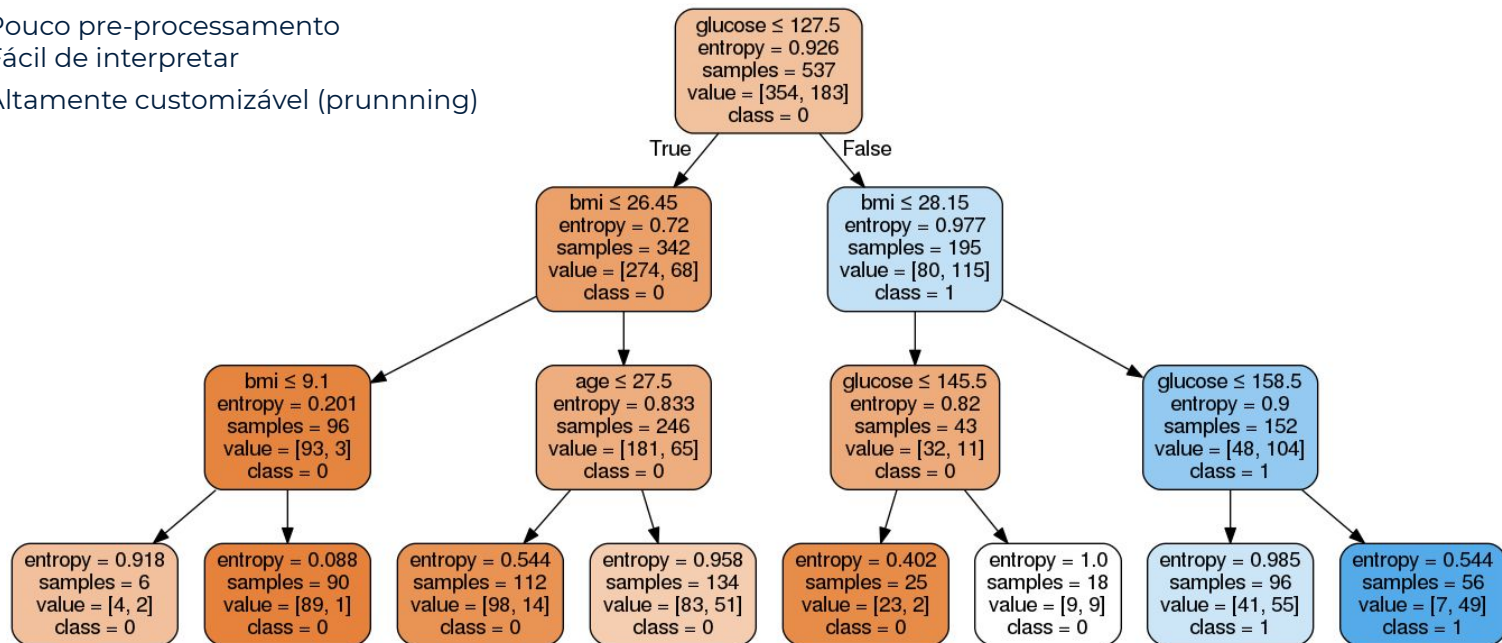 Pouco pre-processamento
Fácil de interpretar
Altamente customizável (prunnning)
glucose ≤ 127.5
entropy = 0.926
samples = 537
value = [354, 183]
class = 0
True
False
bmi ≤ 26.45
entropy = 0.72
samples = 342
value = [274, 68]
class = 0
bmi ≤ 28.15
entropy = 0.977
samples = 195
value = [80, 115]
class = 1
bmi ≤ 9.1
entropy = 0.201
samples = 96
value = [93, 3]
class = 0
age ≤ 27.5
entropy = 0.833
samples = 246
value = [181, 65]
class = 0
glucose ≤ 145.5
entropy = 0.82
samples = 43
value = [32, 11]
class = 0
glucose ≤ 158.5
entropy = 0.9
samples = 152
value = [48, 104]
class = 1
entropy = 0.918
samples = 6
value = [4, 2]
class = 0
entropy = 0.088
samples = 90
value = [89, 1]
class = 0
entropy = 0.544
samples = 112
value = [98, 14]
class = 0
entropy = 0.958
samples = 134
value = [83, 51]
class = 0
entropy = 0.402
samples = 25
value = [23, 2]
class = 0
entropy = 1.0
samples = 18
value = [9, 9]
class = 0
entropy = 0.985
samples = 96
value = [41, 55]
class = 1
entropy = 0.544
samples = 56
value = [7, 49]
class = 1